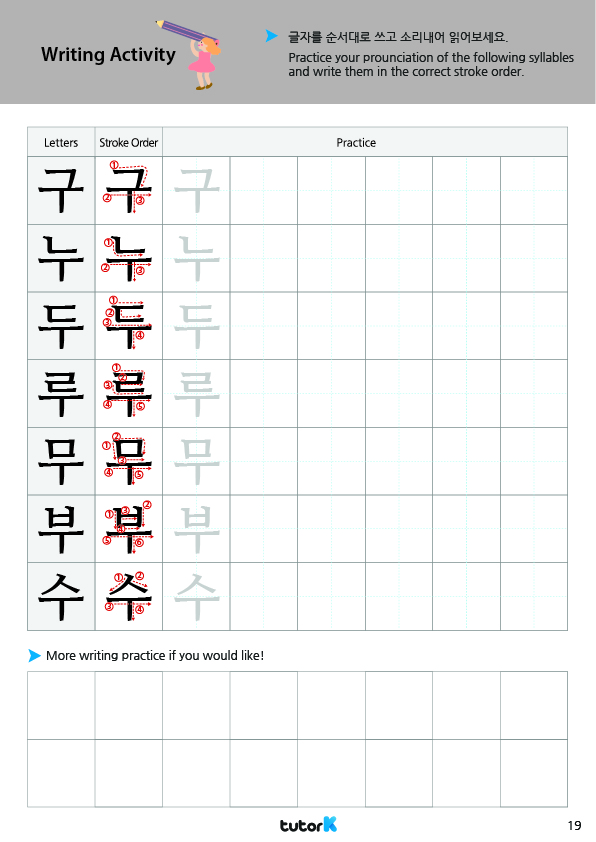 Writing Activity
글자를 순서대로 쓰고 소리내어 읽어보세요.
Practice your prounciation of the following syllables
and write them in the correct stroke order.
Letters Stroke Order Practice
구 구 ① ② ③ 구
누 누 ① ② ③ 누
두 두 ① ② ③ ④ 두
루 루 ① ② ③ ④ ⑤ 루
무 무 ① ② ③ ④ ⑤ 무
부 부 ① ② ③ ④ ⑤ ⑥ 부
수 수 ① ② ③ ④ 수
More writing practice if you would like!
tutorK
19